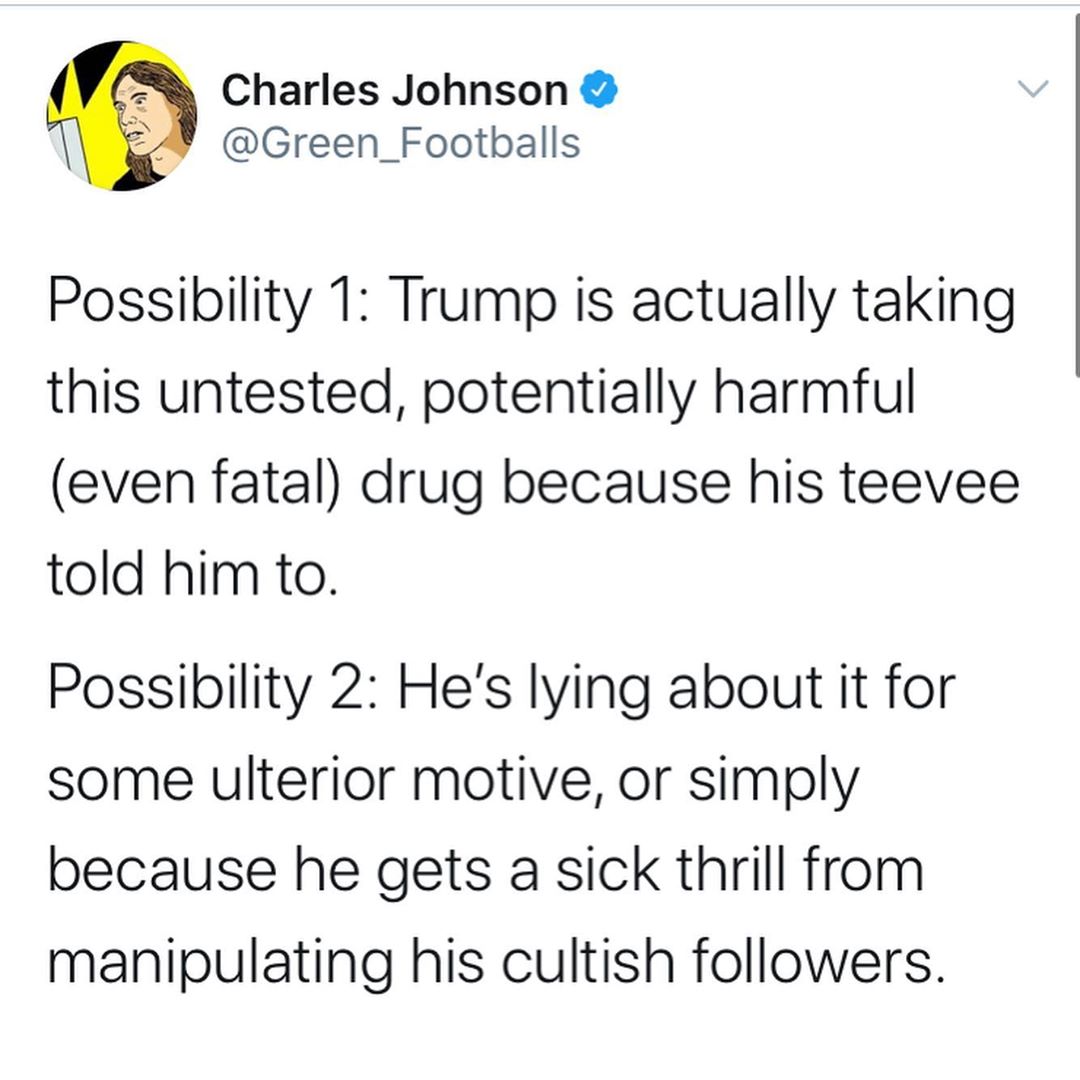 Charles Johnson
@Green_Footballs
Possibility 1: Trump is actually taking
this untested, potentially harmful
(even fatal) drug because his teevee
told him to.
Possibility 2: He’s lying about it for
some ulterior motive, or simply
because he gets a sick thrill from
manipulating his cultish followers.